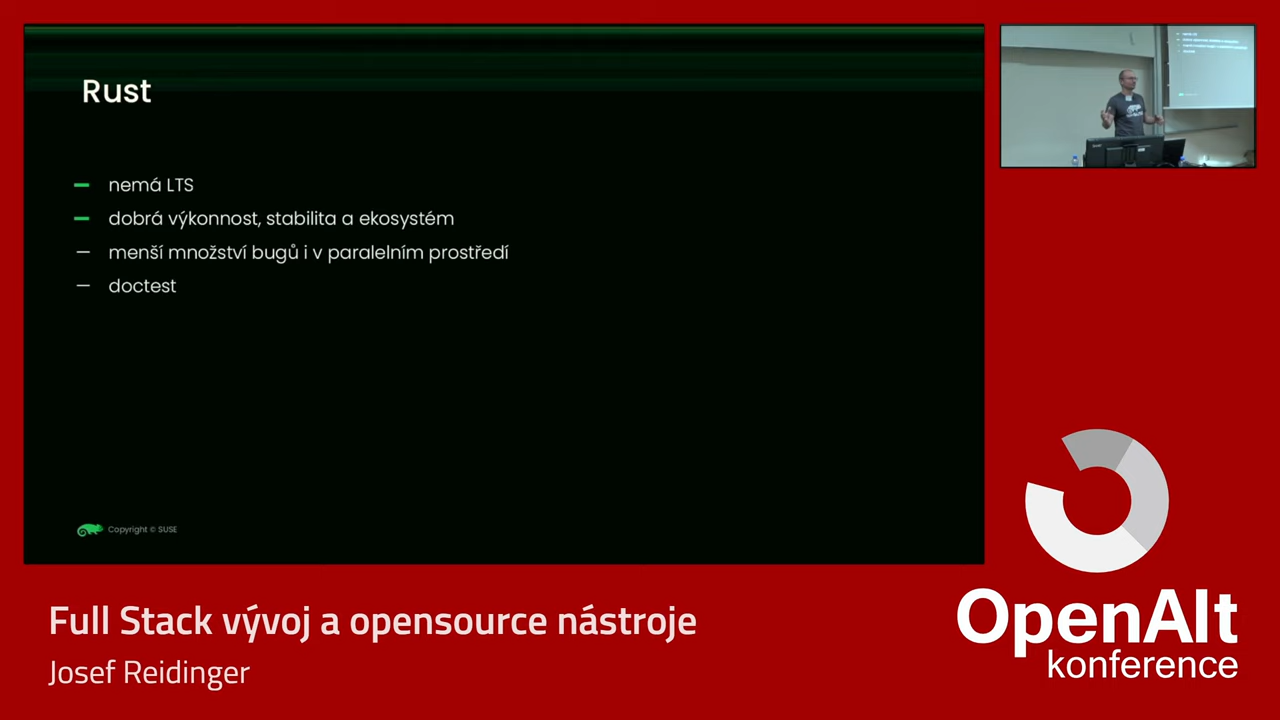 Rust
nemá LTS
dobrá výkonnost, stabilita a ekosystém
menší množství bugů i v paralelním prostředí
doctest
Copyright © SUSE
Full Stack vývoj a opensource nástroje
Josef Reidinger
OpenAlt
konference